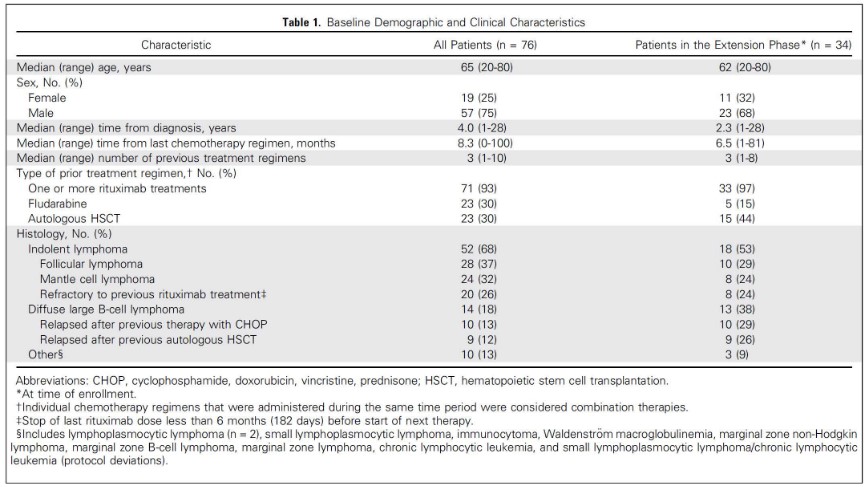 Table 1. Baseline Demographic and Clinical Characteristics
Characteristic All Patients (n = 76) Patients in the Extension Phase* (n = 34)
Median (range) age, years 65 (20-80) 62 (20-80)
Sex, No. (%)
Female 19 (25) 11 (32)
Male 57 (75) 23 (68)
Median (range) time from diagnosis, years 4.0 (1-28) 2.3 (1-28)
Median (range) time from last chemotherapy regimen, months 8.3 (0-100) 6.5 (1-81)
Median (range) number of previous treatment regimens 3 (1-10) 3 (1-8)
Type of prior treatment regimen,† No. (%)
One or more rituximab treatments 71 (93) 33 (97)
Fludarabine 23 (30) 5 (15)
Autologous HSCT 23 (30) 15 (44)
Histology, No. (%)
Indolent lymphoma 52 (68) 18 (53)
Follicular lymphoma 28 (37) 10 (29)
Mantle cell lymphoma 24 (32) 8 (24)
Refractory to previous rituximab treatment‡ 20 (26) 8 (24)
Diffuse large B-cell lymphoma 14 (18) 13 (38)
Relapsed after previous therapy with CHOP 10 (13) 10 (29)
Relapsed after previous autologous HSCT 9 (12) 9 (26)
Other§ 10 (13) 3 (9)
Abbreviations: CHOP, cyclophosphamide, doxorubicin, vincristine, prednisone; HSCT, hematopoietic stem cell transplantation.
*At time of enrollment.
†Individual chemotherapy regimens that were administered during the same time period were considered combination therapies.
‡Stop of last rituximab dose less than 6 months (182 days) before start of next therapy.
§Includes lymphoplasmocytic lymphoma (n = 2), small lymphoplasmocytic lymphoma, immunocytoma, Waldenström macroglobulinemia, marginal zone non-Hodgkin
lymphoma, marginal zone B-cell lymphoma, marginal zone lymphoma, chronic lymphocytic leukemia, and small lymphoplasmocytic lymphoma/chronic lymphocytic
leukemia (protocol deviations).